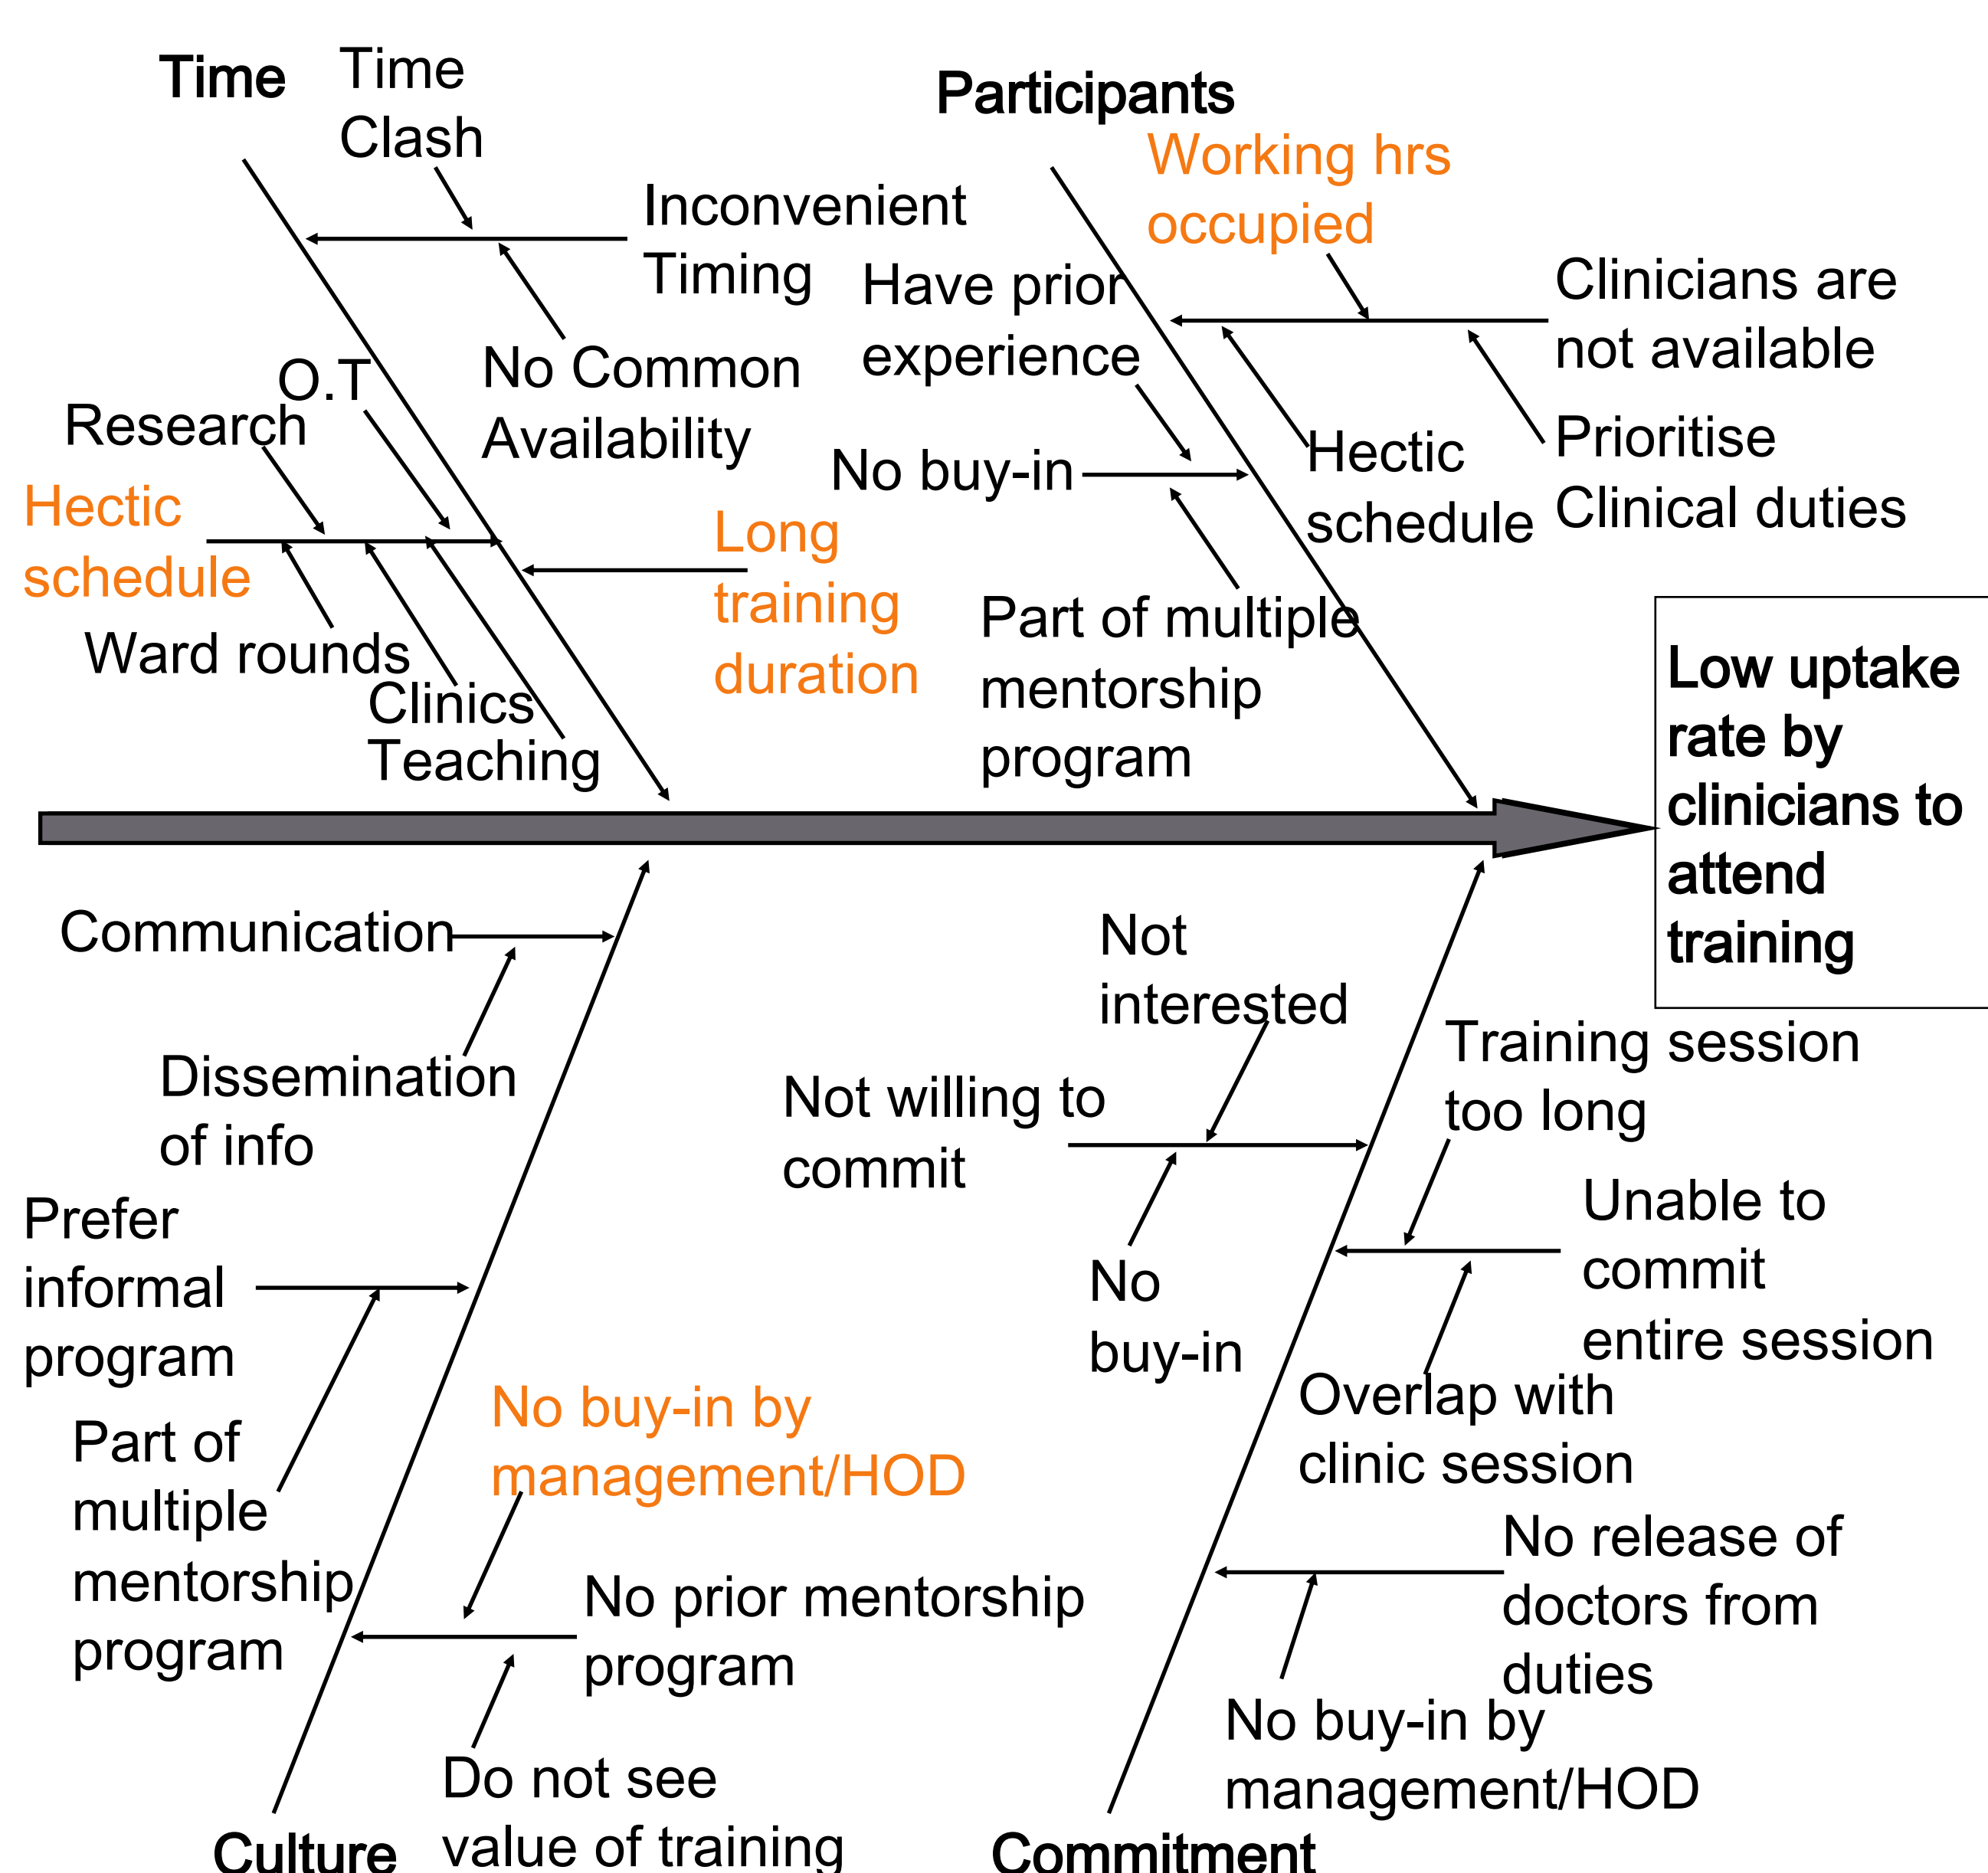 Time
Time
Clash
Inconvenient
Timing
No Common
Availability
O.T
Research
Hectic
schedule
Ward rounds
Clinics
Teaching
Long
training
duration
Participants
Working hrs
occupied
Clinicians are
not available
Have prior
experience
No buy-in
Hectic
schedule
Prioritise
Clinical duties
Part of multiple
mentorship
program
Low uptake
rate by
clinicians to
attend
training
Communication
Dissemination
of info
Prefer
informal
program
Part of
multiple
mentorship
program
No buy-in by
management/HOD
No prior mentorship
program
Do not see
value of training
Culture
Not
interested
Not willing to
commit
No
buy-in
Training session
too long
Unable to
commit
entire session
Overlap with
clinic session
No release of
doctors from
duties
No buy-in by
management/HOD
Commitment